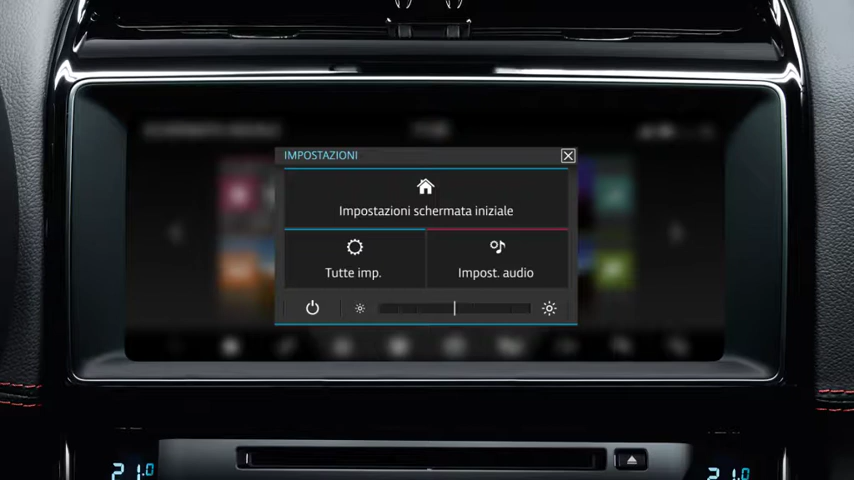 IMPOSTAZIONI
Impostazioni schermata iniziale
Tutte imp.
Impost. audio
21.0
21.0